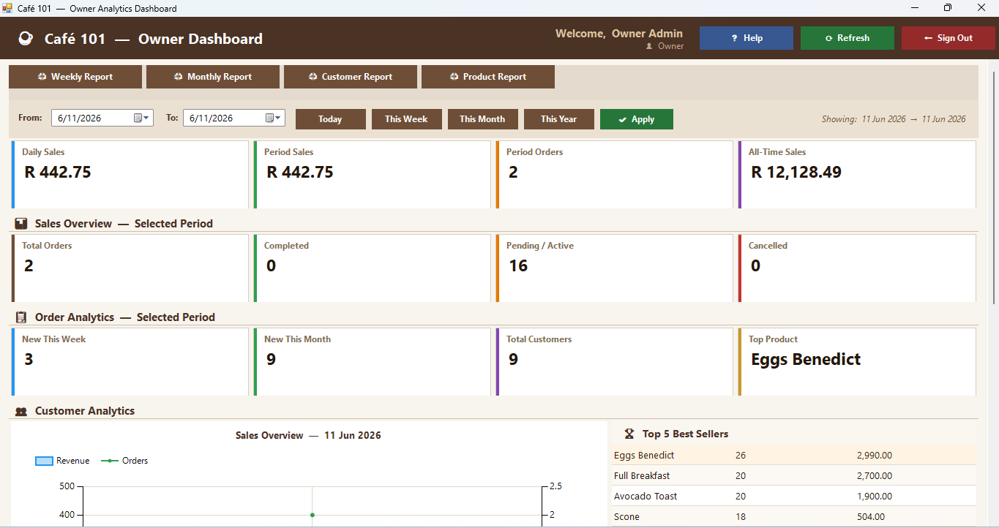 Café 101 — Owner Analytics Dashboard
Café 101 — Owner Dashboard
Welcome, Owner Admin
Owner
? Help
⟳ Refresh
← Sign Out
Weekly Report
Monthly Report
Customer Report
Product Report
From: 6/11/2026 To: 6/11/2026 Today This Week This Month This Year ✔ Apply Showing: 11 Jun 2026 → 11 Jun 2026
Daily Sales Period Sales Period Orders All-Time Sales
R 442.75 R 442.75 2 R 12,128.49
Sales Overview — Selected Period
Total Orders Completed Pending / Active Cancelled
2 0 16 0
Order Analytics — Selected Period
New This Week New This Month Total Customers Top Product
3 9 9 Eggs Benedict
Customer Analytics
Sales Overview — 11 Jun 2026
Revenue Orders
500 2.5
400 2
Top 5 Best Sellers
Eggs Benedict 26 2,990.00
Full Breakfast 20 2,700.00
Avocado Toast 20 1,900.00
Scone 18 504.00